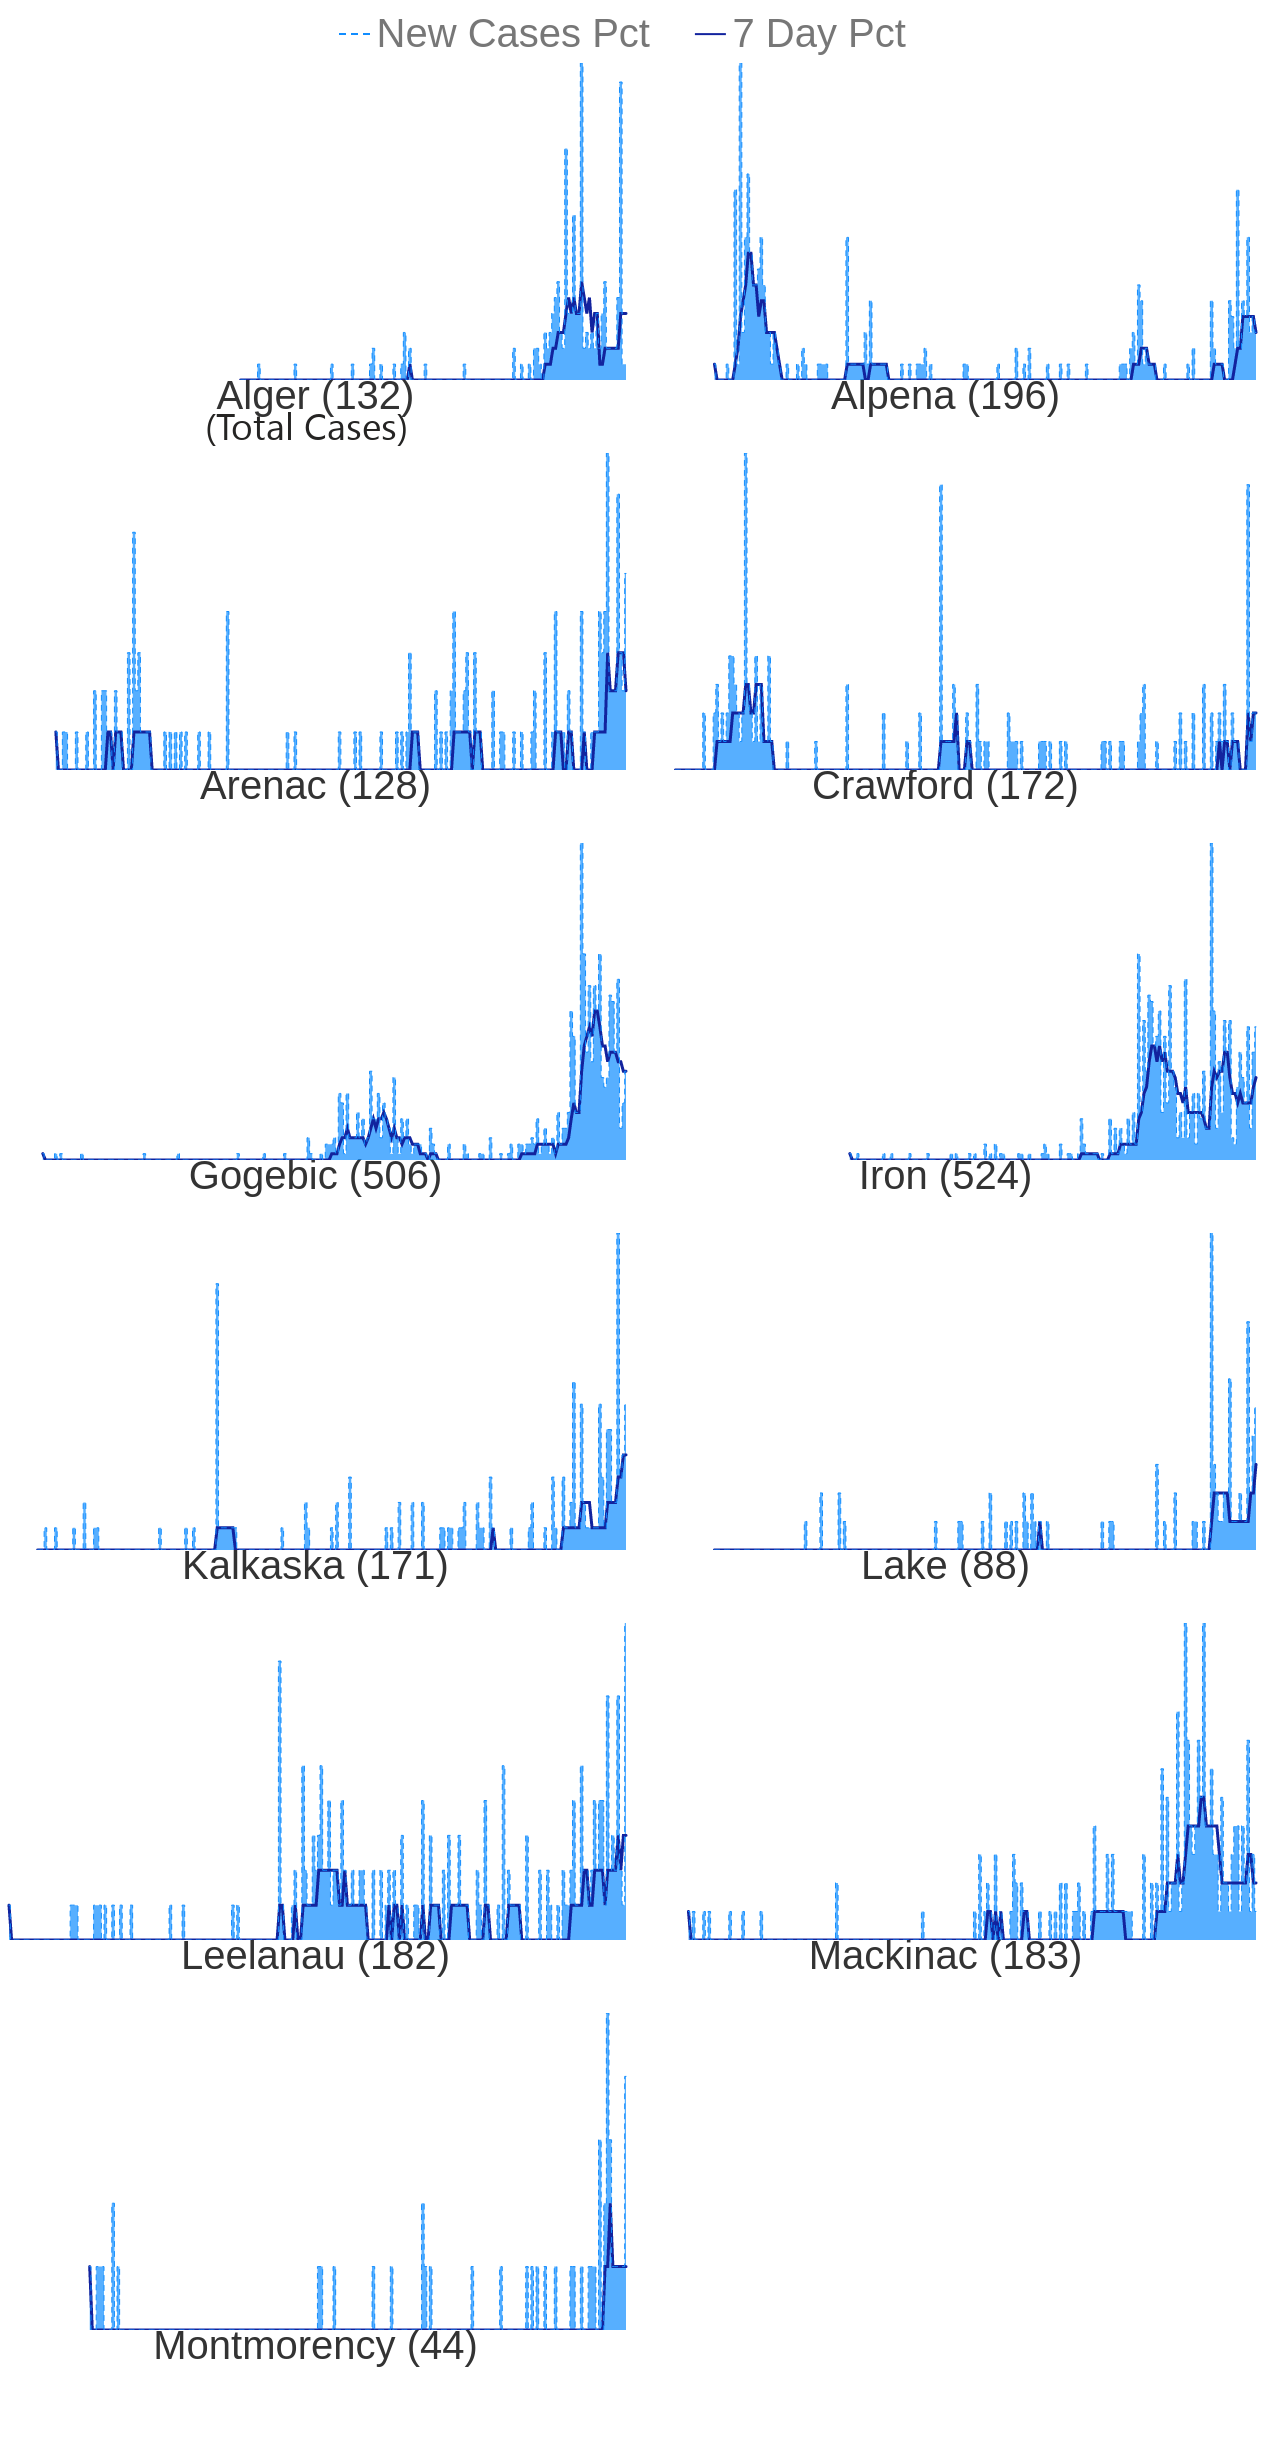 New Cases Pct 7 Day Pct
Alger (132) Alpena (196)
(Total Cases)
Arenac (128) Crawford (172)
Gogebic (506) Iron (524)
Kalkaska (171) Lake (88)
Leelanau (182) Mackinac (183)
Montmorency (44)